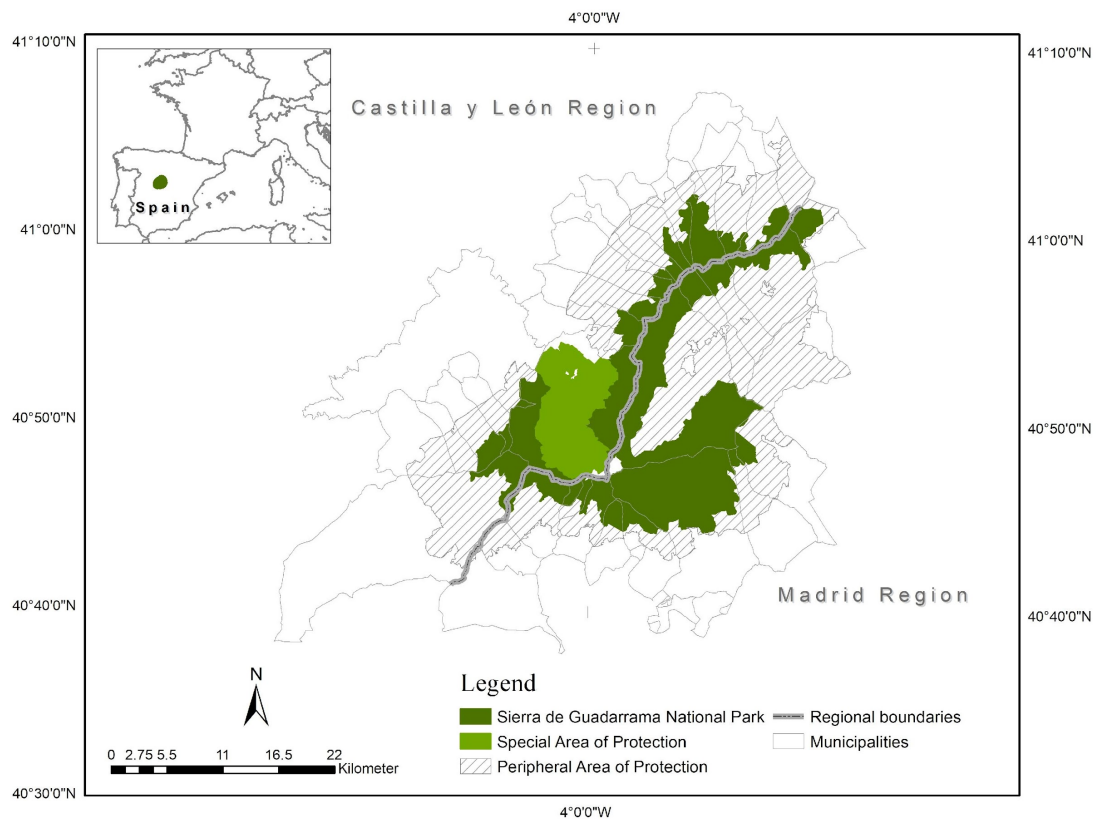 4°0'0"W
41°10'0"N
41°10'0"N
Castilla y León Region
Spain
41°0'0"N
41°0'0"N
40°50'0"N
40°50'0"N
40°40'0"N
40°40'0"N
Madrid Region
N
Legend
Sierra de Guadarrama National Park
Regional boundaries
Special Area of Protection
Municipalities
Peripheral Area of Protection
0 2.75 5.5 11 16.5 22
Kilometer
40°30'0"N
40°30'0"N
4°0'0"W